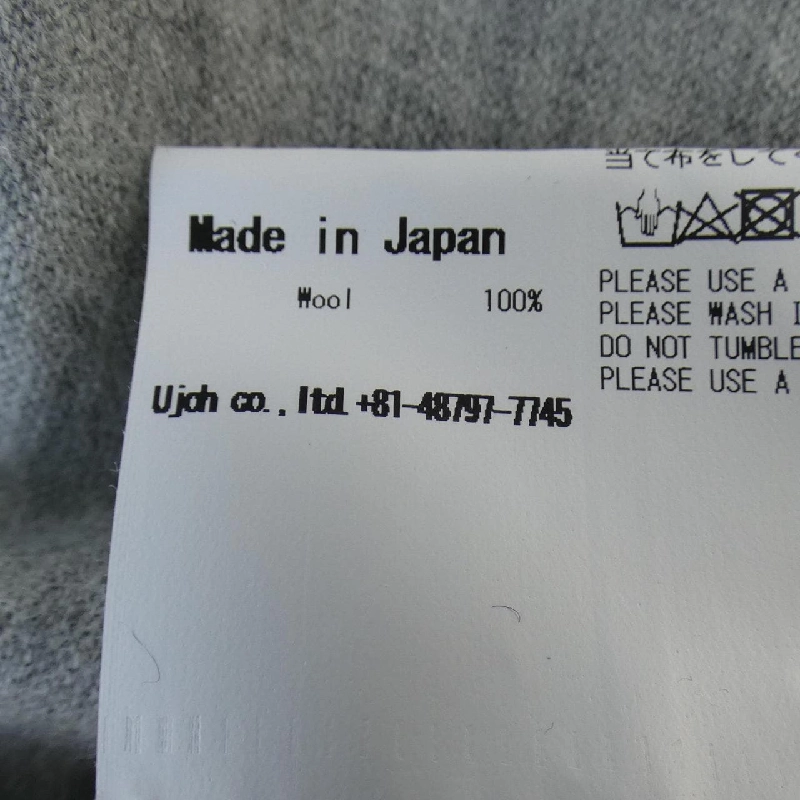 Made in Japan
Wool 100%
Ujoh co., ltd. +81-48797-7745
当て布をして
PLEASE USE A
PLEASE WASH I
DO NOT TUMBLE
PLEASE USE A